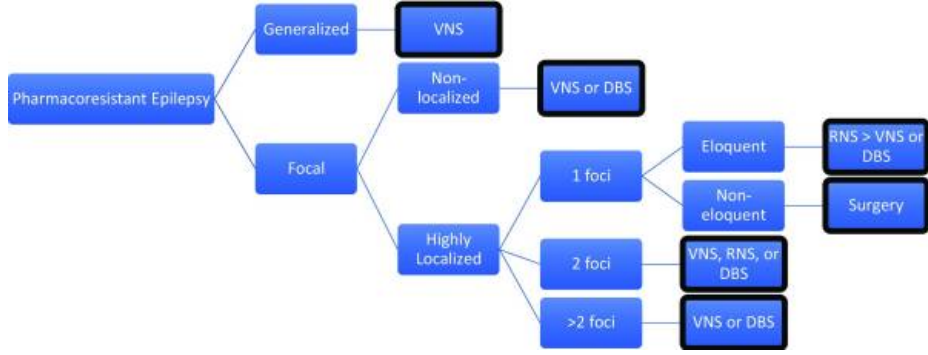 Generalized
VNS
Pharmacoresistant Epilepsy
Non-
localized
VNS or DBS
Focal
Eloquent
RNS > VNS or
DBS
1 foci
Non-
eloquent
Surgery
Highly
Localized
2 foci
VNS, RNS, or
DBS
>2 foci
VNS or DBS